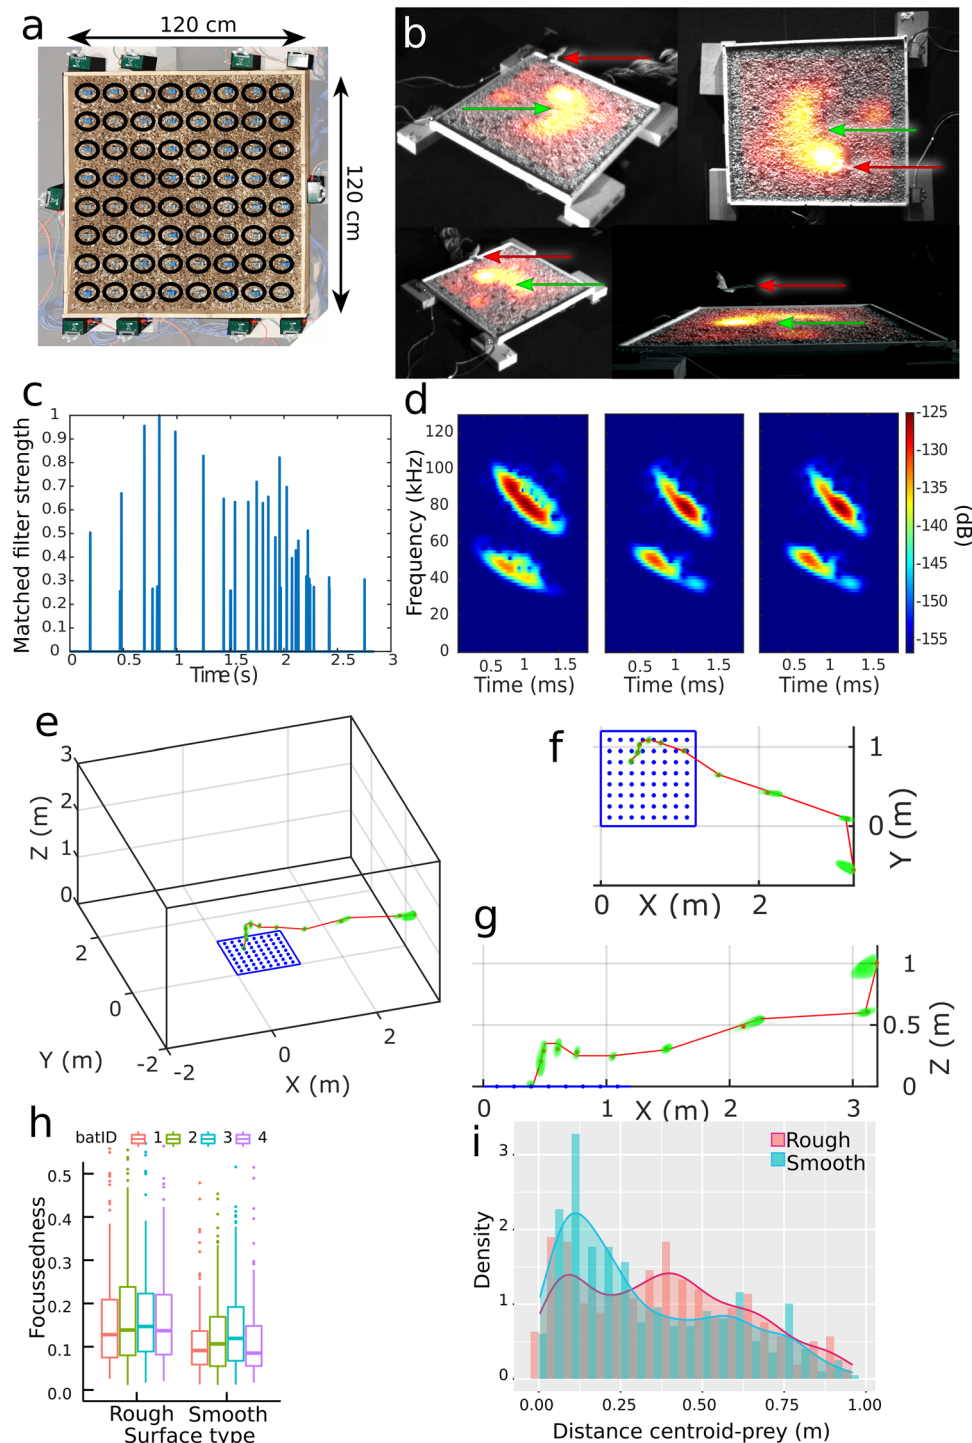 a
120 cm
120 cm
b
c
Matched filter strength
1
0.9
0.8
0.7
0.6
0.5
0.4
0.3
0.2
0.1
0
0
0.5
1
1.5
2
2.5
3
Time (s)
d
Frequency (kHz)
120
100
80
60
40
20
0
0.5 1 1.5
0.5 1 1.5
0.5 1 1.5
Time (ms)
Time (ms)
Time (ms)
-125
-130
-135
-140
-145
-150
-155
(dB)
e
Z (m)
3
2
1
0
2
0
-2
Y (m)
-2
0
2
X (m)
f
1
0
Y (m)
0
2
X (m)
g
1
0.5
0
Z (m)
0
1
2
3
X (m)
h
batID 1 2 3 4
Focussedness
0.5
0.4
0.3
0.2
0.1
0.0
Rough Smooth
Surface type
i
Rough
Smooth
Density
3
2
1
0
0.00 0.25 0.50 0.75 1.00
Distance centroid-prey (m)